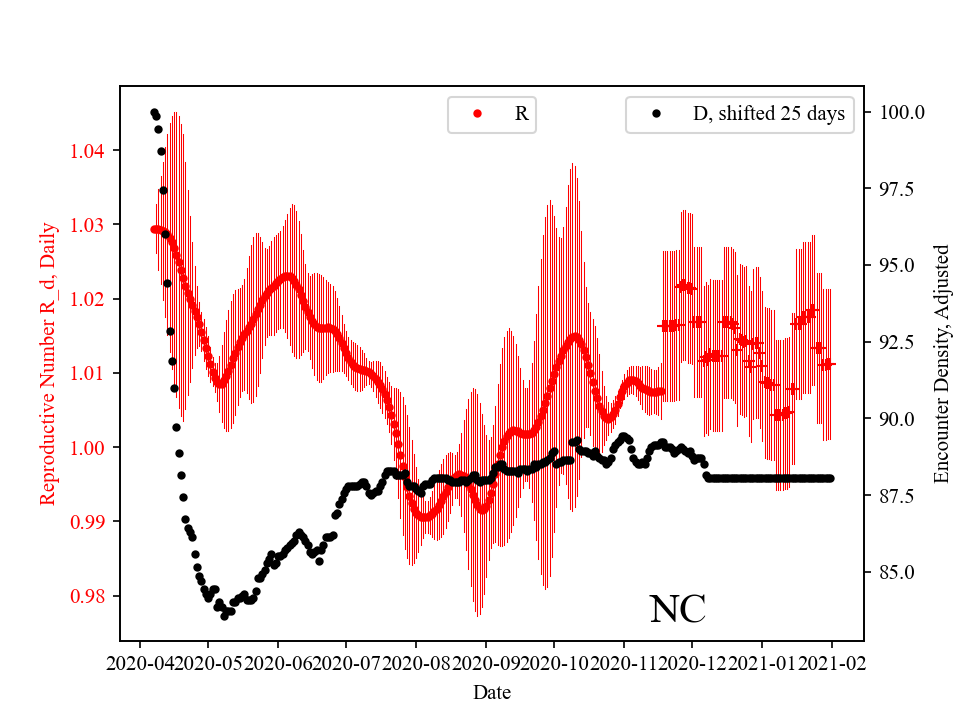 R
D, shifted 25 days
Reproductive Number R_d, Daily
1.04
1.03
1.02
1.01
1.00
0.99
0.98
100.0
97.5
95.0
92.5
90.0
87.5
85.0
Encounter Density, Adjusted
NC
2020-04 2020-05 2020-06 2020-07 2020-08 2020-09 2020-10 2020-11 2020-12 2021-01 2021-02
Date